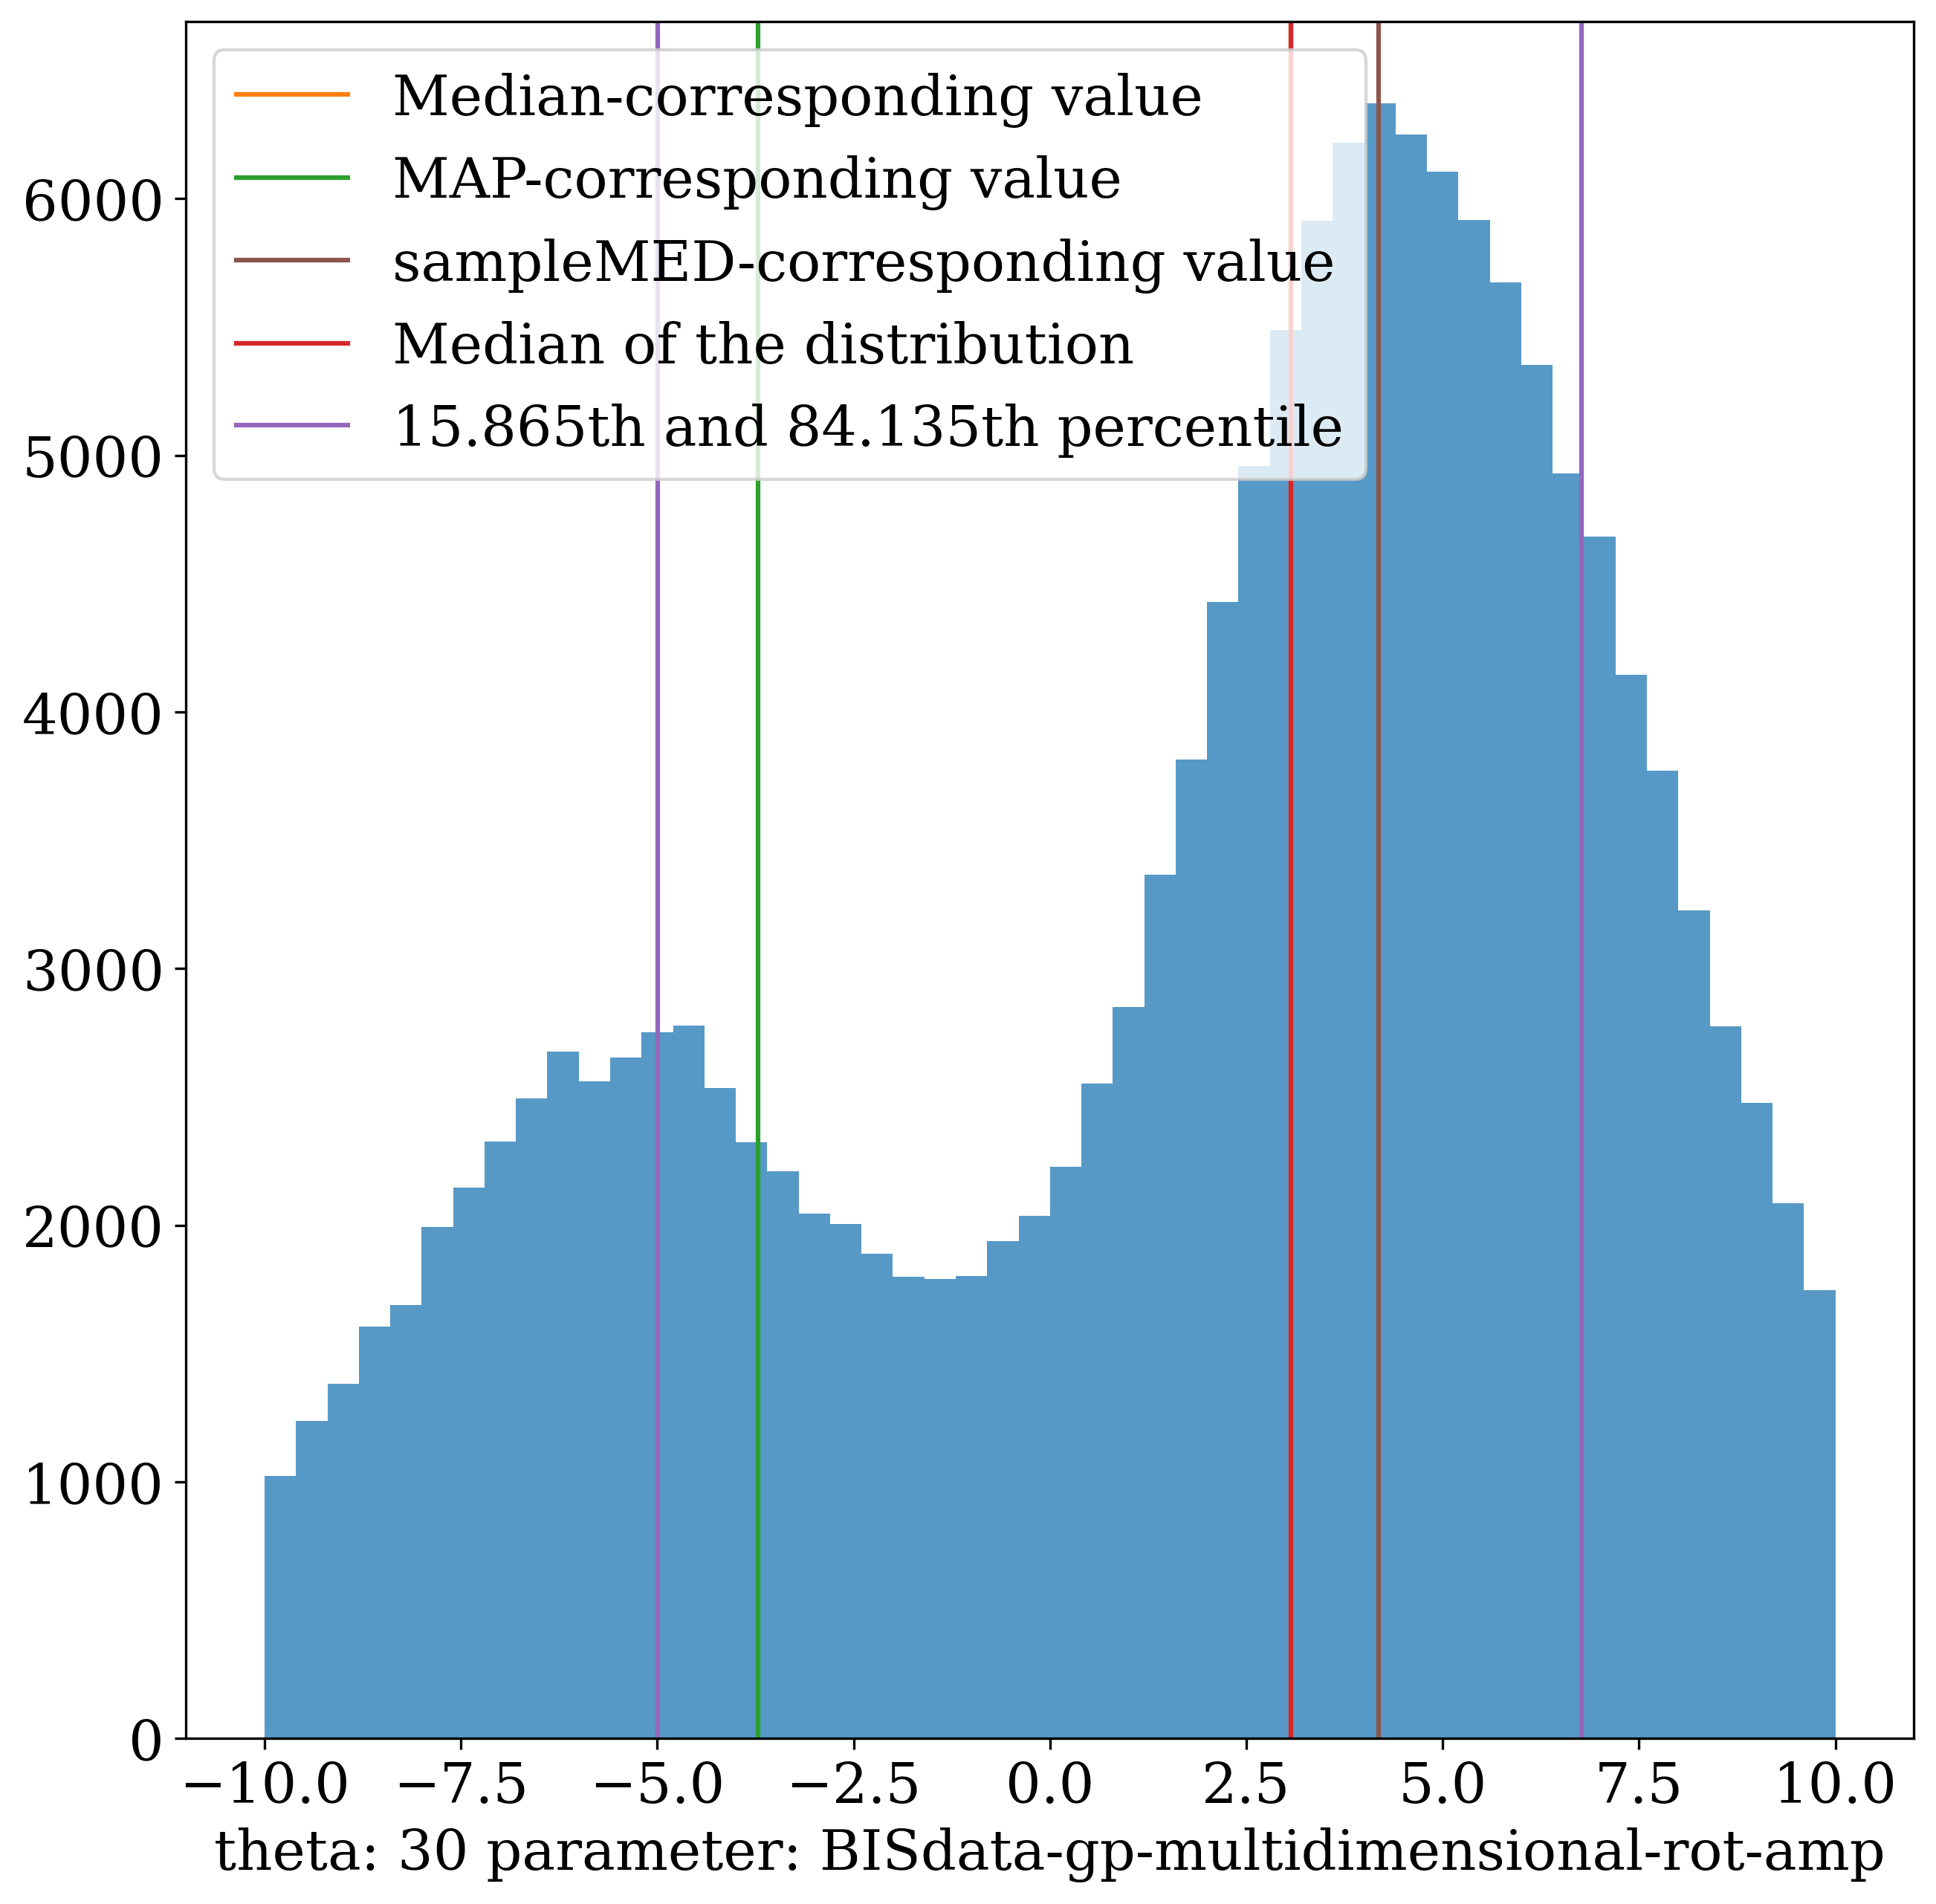 Median-corresponding value
MAP-corresponding value
sampleMED-corresponding value
Median of the distribution
15.865th and 84.135th percentile
6000
5000
4000
3000
2000
1000
0
−10.0 −7.5 −5.0 −2.5 0.0 2.5 5.0 7.5 10.0
theta: 30 parameter: BISdata-gp-multidimensional-rot-amp